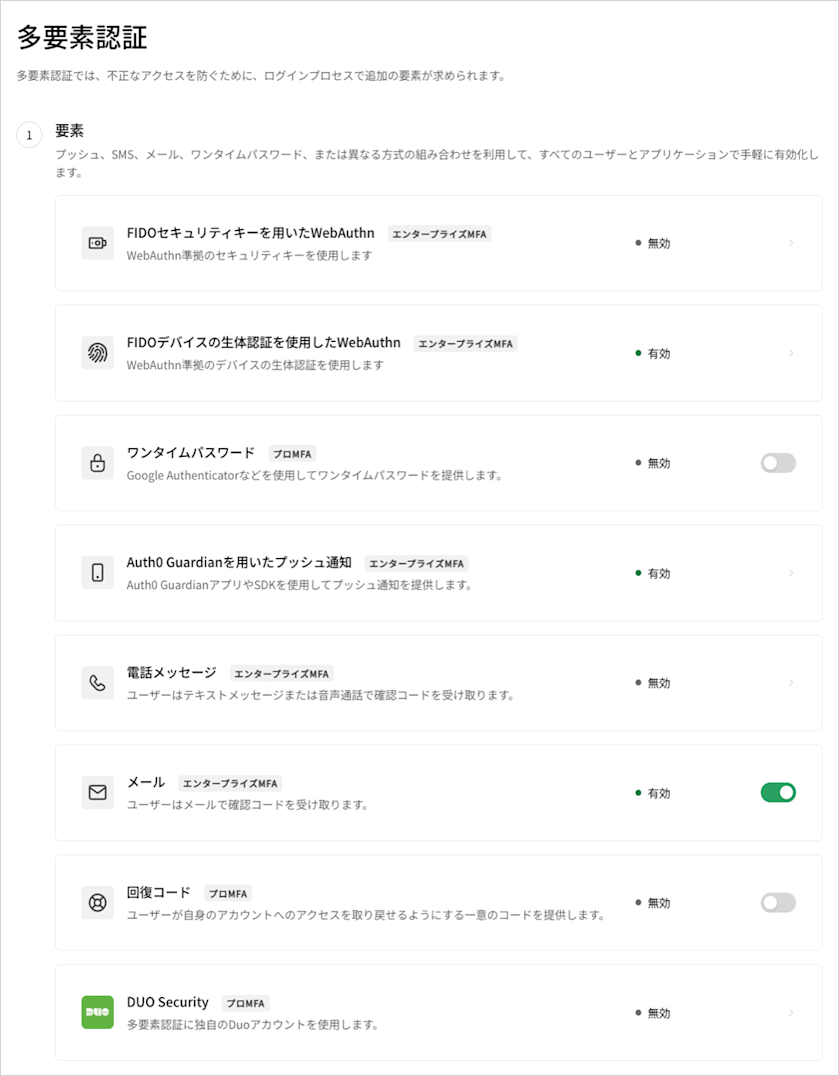 多要素認証
多要素認証では、不正なアクセスを防ぐために、ログインプロセスで追加の要素が求められます。
1
要素
プッシュ、SMS、メール、ワンタイムパスワード、または異なる方式の組み合わせを利用して、すべてのユーザーとアプリケーションで手軽に有効化し
ます。
FIDOセキュリティキーを用いたWebAuthn エンタープライズMFA
WebAuthn準拠のセキュリティキーを使用します
無効
FIDOデバイスの生体認証を使用したWebAuthn エンタープライズMFA
WebAuthn準拠のデバイスの生体認証を使用します
有効
ワンタイムパスワード プロMFA
Google Authenticatorなどを使用してワンタイムパスワードを提供します。
無効
Auth0 Guardianを用いたプッシュ通知 エンタープライズMFA
Auth0 GuardianアプリやSDKを使用してプッシュ通知を提供します。
有効
電話メッセージ エンタープライズMFA
ユーザーはテキストメッセージまたは音声通話で確認コードを受け取ります。
無効
メール エンタープライズMFA
ユーザーはメールで確認コードを受け取ります。
有効
回復コード プロMFA
ユーザーが自身のアカウントへのアクセスを取り戻せるようにする一意のコードを提供します。
無効
DUO
DUO Security プロMFA
多要素認証に独自のDuoアカウントを使用します。
無効